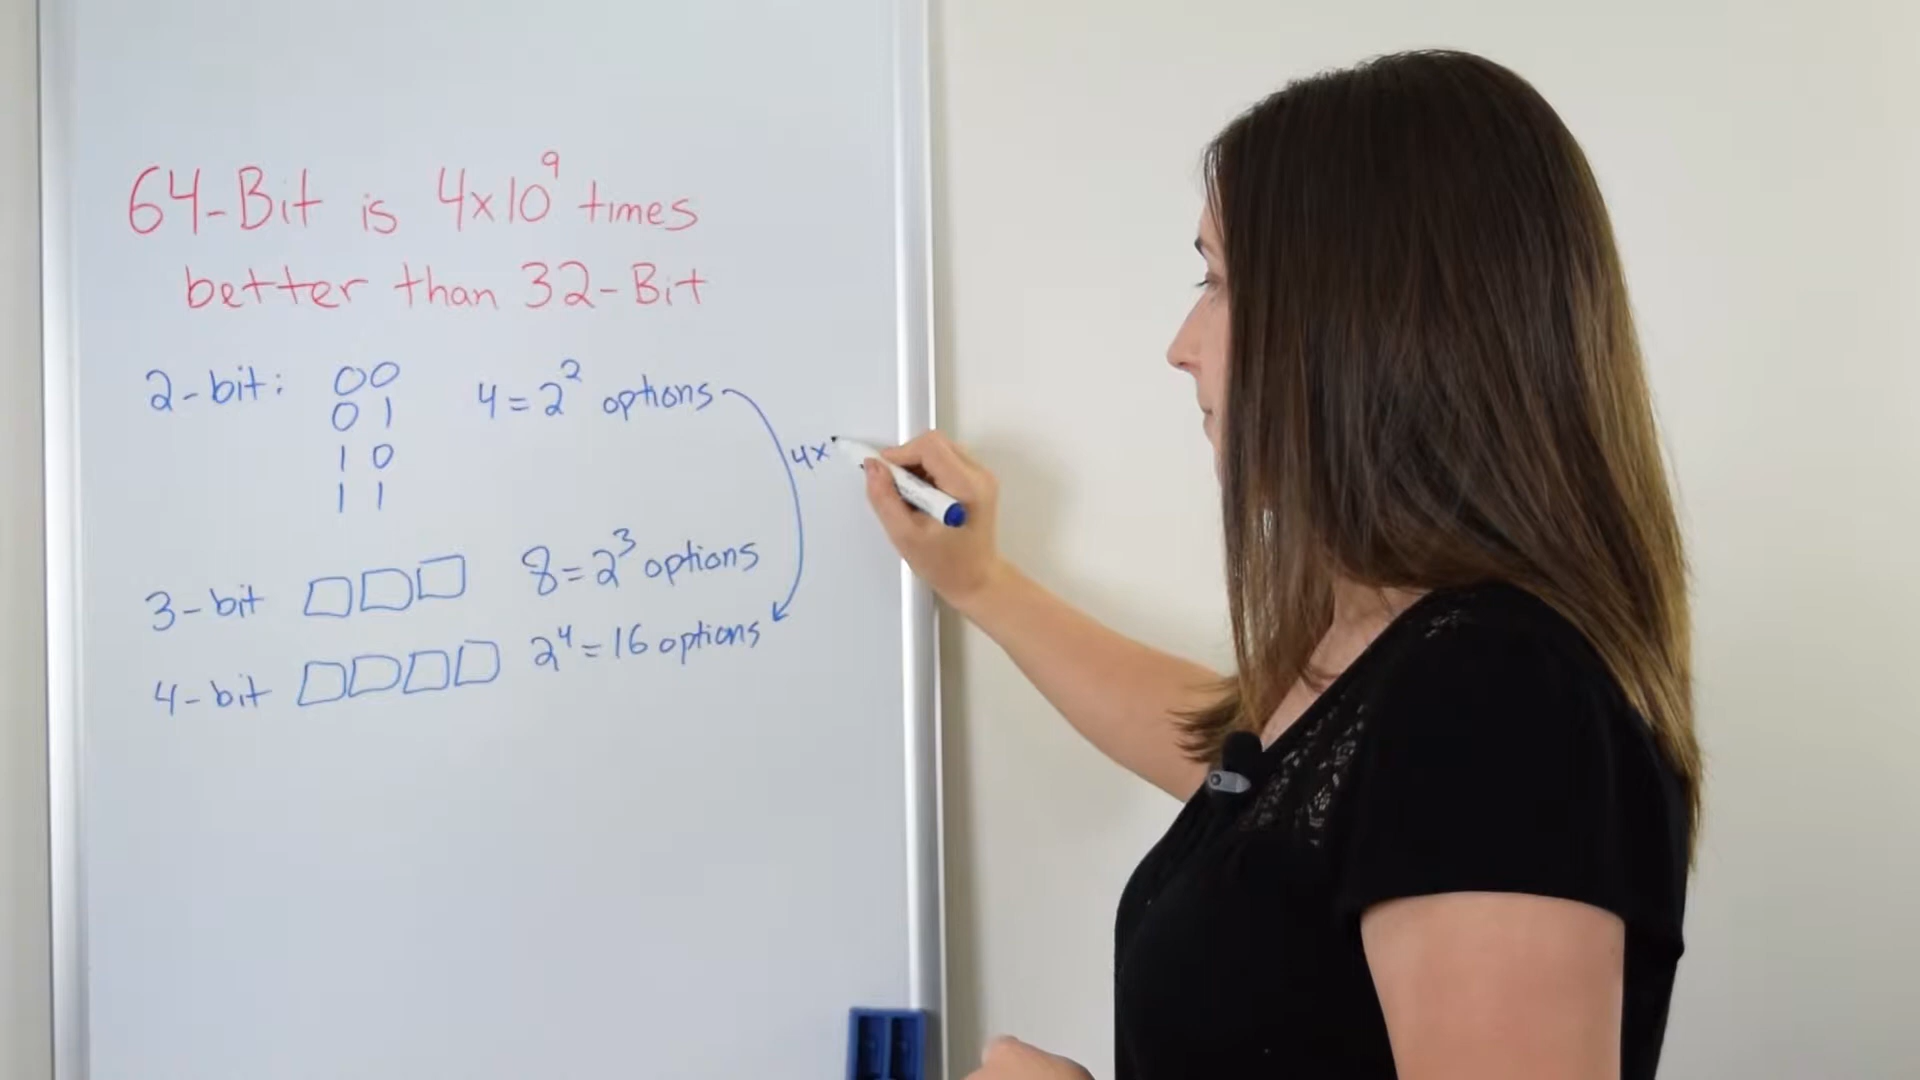 64-Bit is 4x10⁹ times
better than 32-Bit
2-bit: 00 4=2² options
01
4x
10
11
3-bit 8=2³ options
4-bit 2⁴=16 options